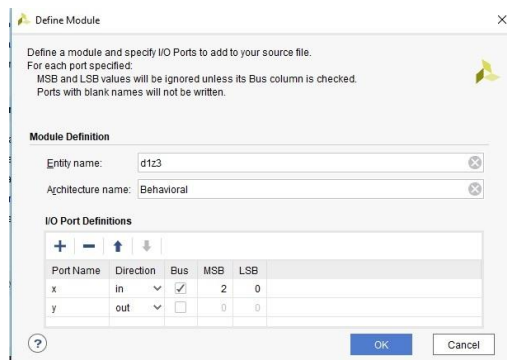 Define Module
Define a module and specify I/O Ports to add to your source file.
For each port specified:
MSB and LSB values will be ignored unless its Bus column is checked.
Ports with blank names will not be written.
Module Definition
Entity name: d1z3
Architecture name: Behavioral
I/O Port Definitions
Port Name Direction Bus MSB LSB
x in 2 0
y out 0 0
? OK Cancel